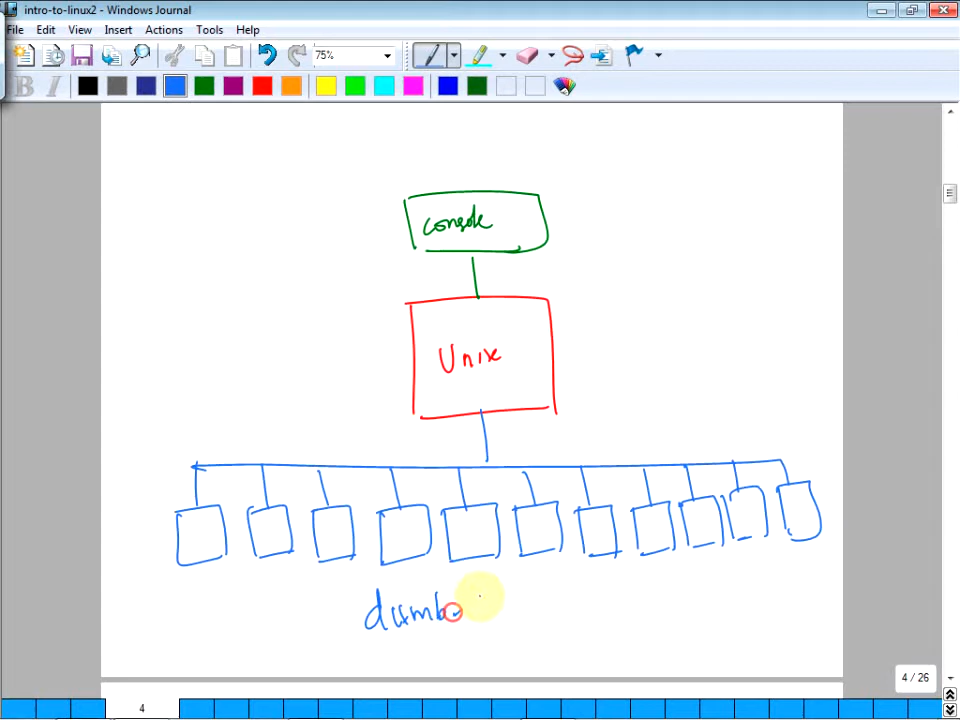 intro-to-linux2 - Windows Journal
File Edit View Insert Actions Tools Help
75%
B I
console
Unix
dumb
4 / 26
4